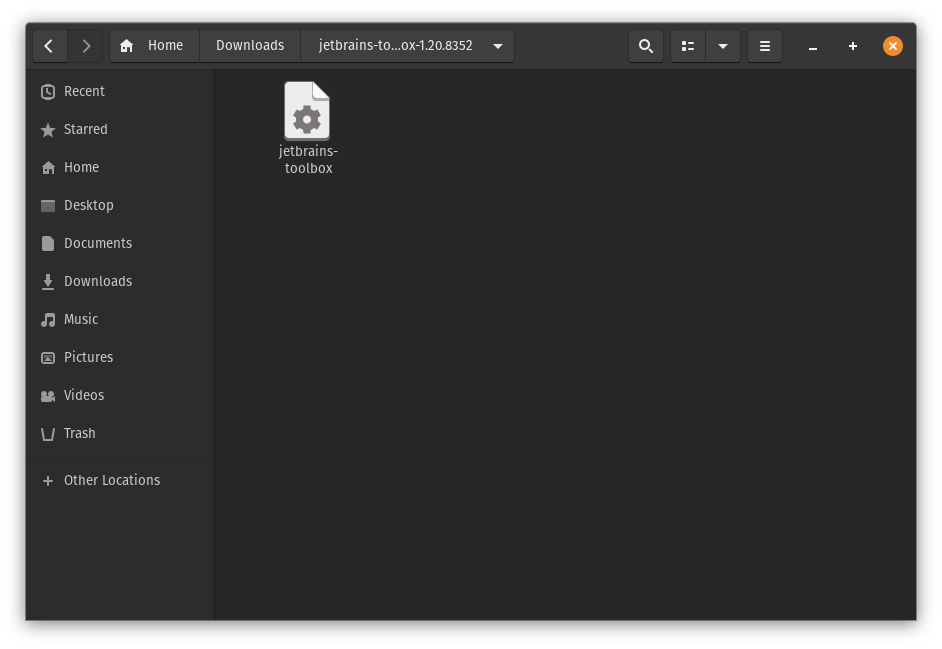 Home
Downloads
jetbrains-to...ox-1.20.8352
Recent
Starred
Home
Desktop
Documents
Downloads
Music
Pictures
Videos
Trash
Other Locations
jetbrains-
toolbox